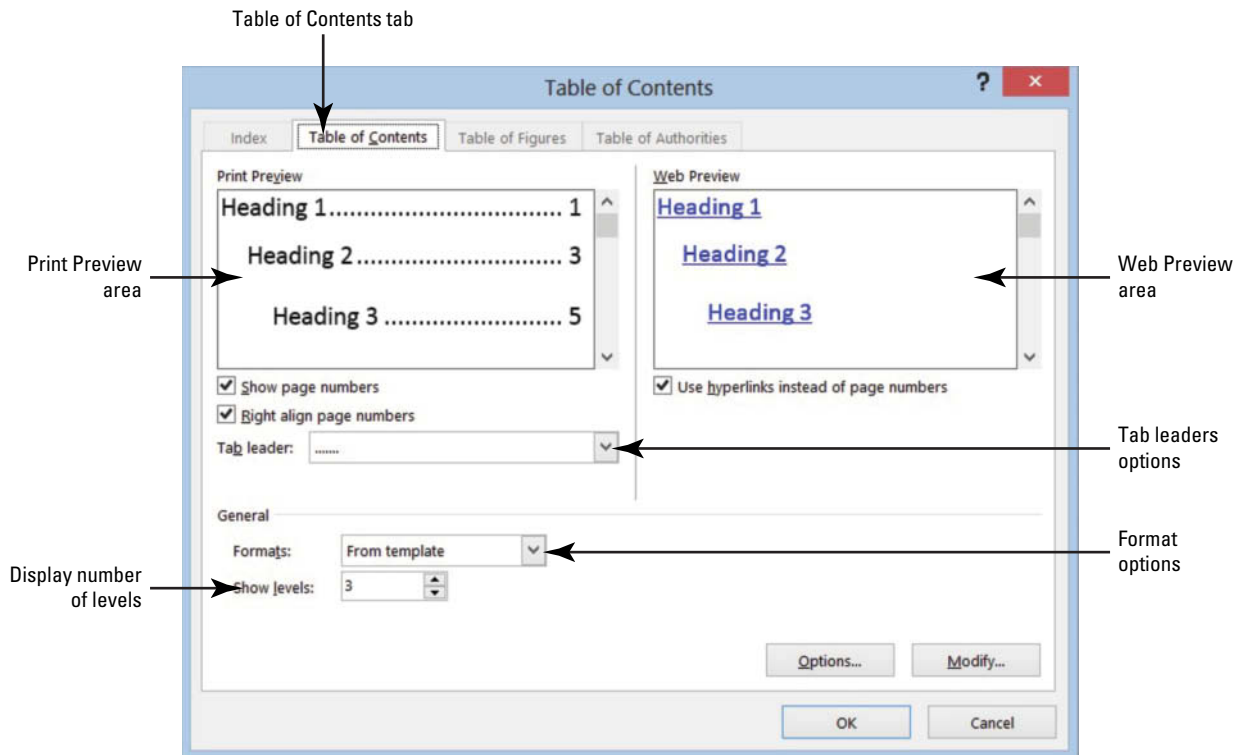 Table of Contents tab
Table of Contents
?
×
Index
Table of Contents
Table of Figures
Table of Authorities
Print Preview
Heading 1.................................. 1
Heading 2.............................. 3
Heading 3 .......................... 5
Web Preview
Heading 1
Heading 2
Heading 3
Print Preview
area
Web Preview
area
Show page numbers
Right align page numbers
Tab leader: .......
Use hyperlinks instead of page numbers
Tab leaders
options
General
Formats: From template
Show levels: 3
Format
options
Display number
of levels
Options...
Modify...
OK
Cancel